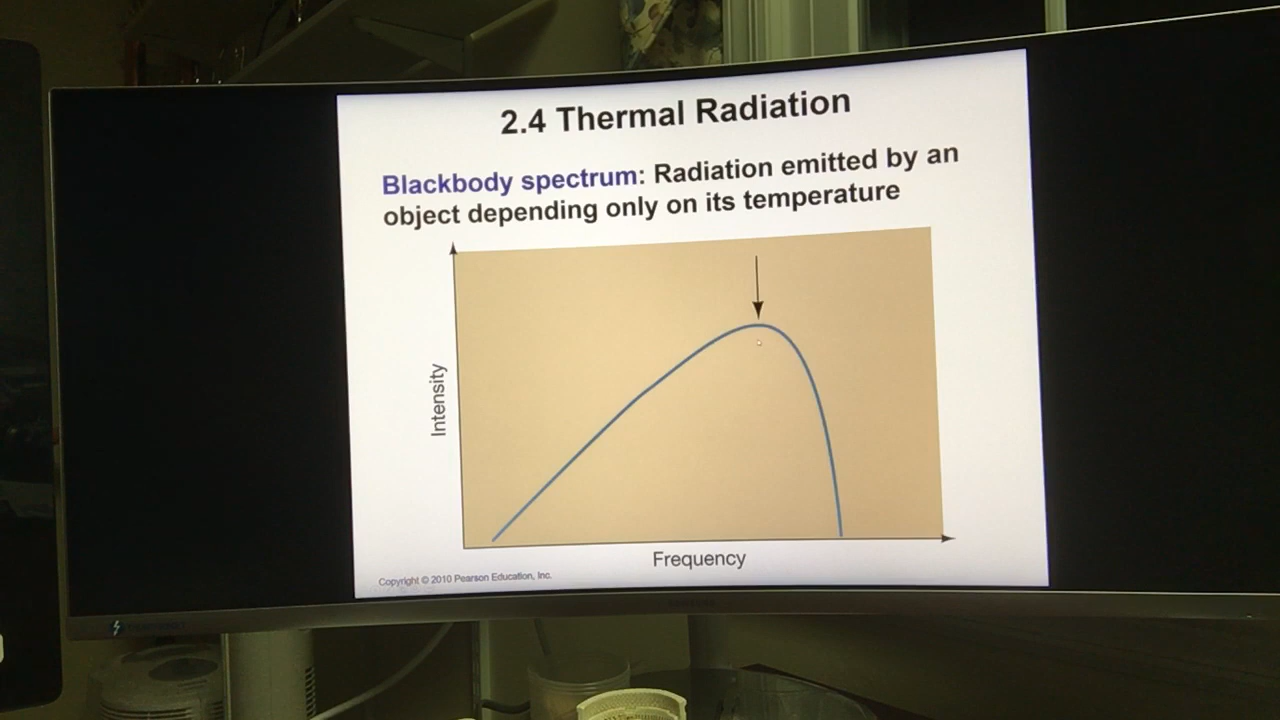 2.4 Thermal Radiation
Blackbody spectrum: Radiation emitted by an
object depending only on its temperature
Intensity
Frequency
Copyright © 2010 Pearson Education, Inc.